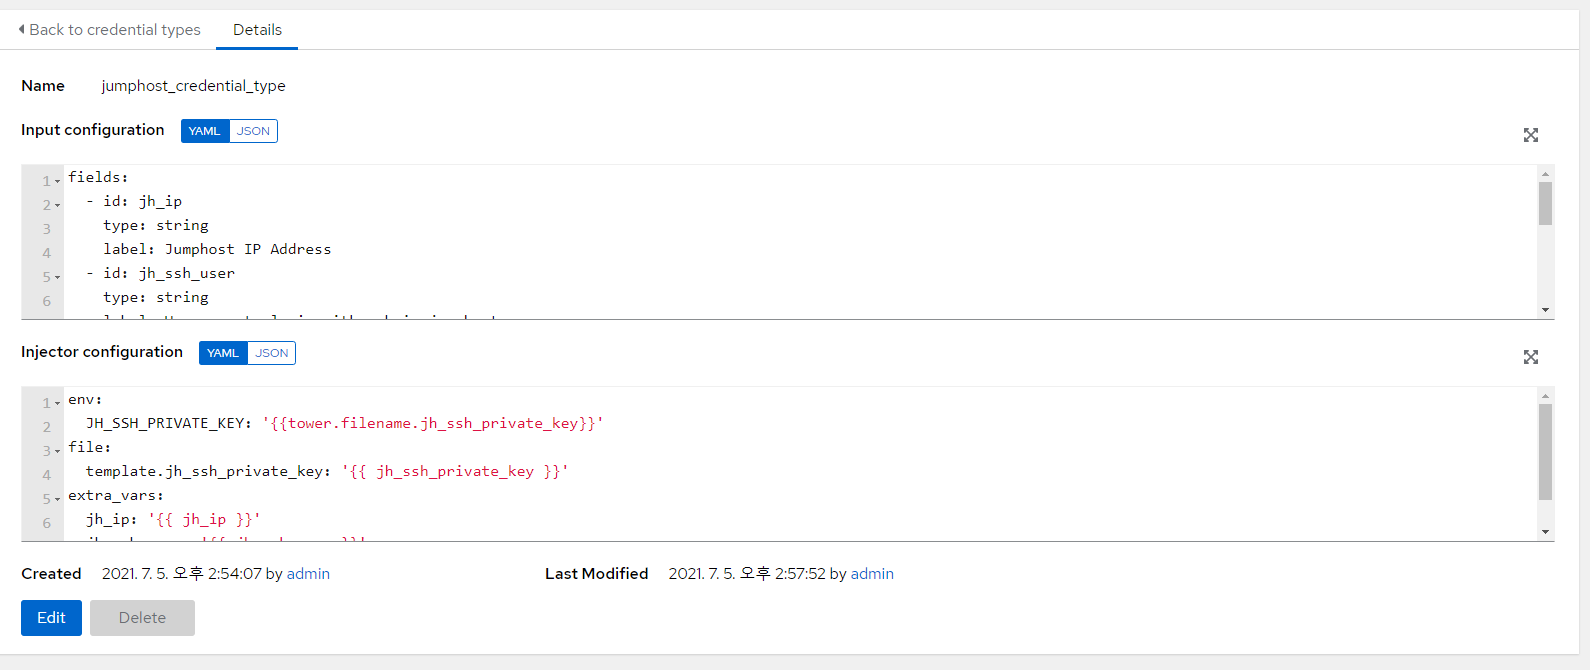 Back to credential types Details
Name jumphost_credential_type
Input configuration YAML JSON
1 fields:
2 - id: jh_ip
3 type: string
4 label: Jumphost IP Address
5 - id: jh_ssh_user
6 type: string
Injector configuration YAML JSON
1 env:
2 JH_SSH_PRIVATE_KEY: '{{tower.filename.jh_ssh_private_key}}'
3 file:
4 template.jh_ssh_private_key: '{{ jh_ssh_private_key }}'
5 extra_vars:
6 jh_ip: '{{ jh_ip }}'
Created 2021. 7. 5. 오후 2:54:07 by admin Last Modified 2021. 7. 5. 오후 2:57:52 by admin
Edit Delete